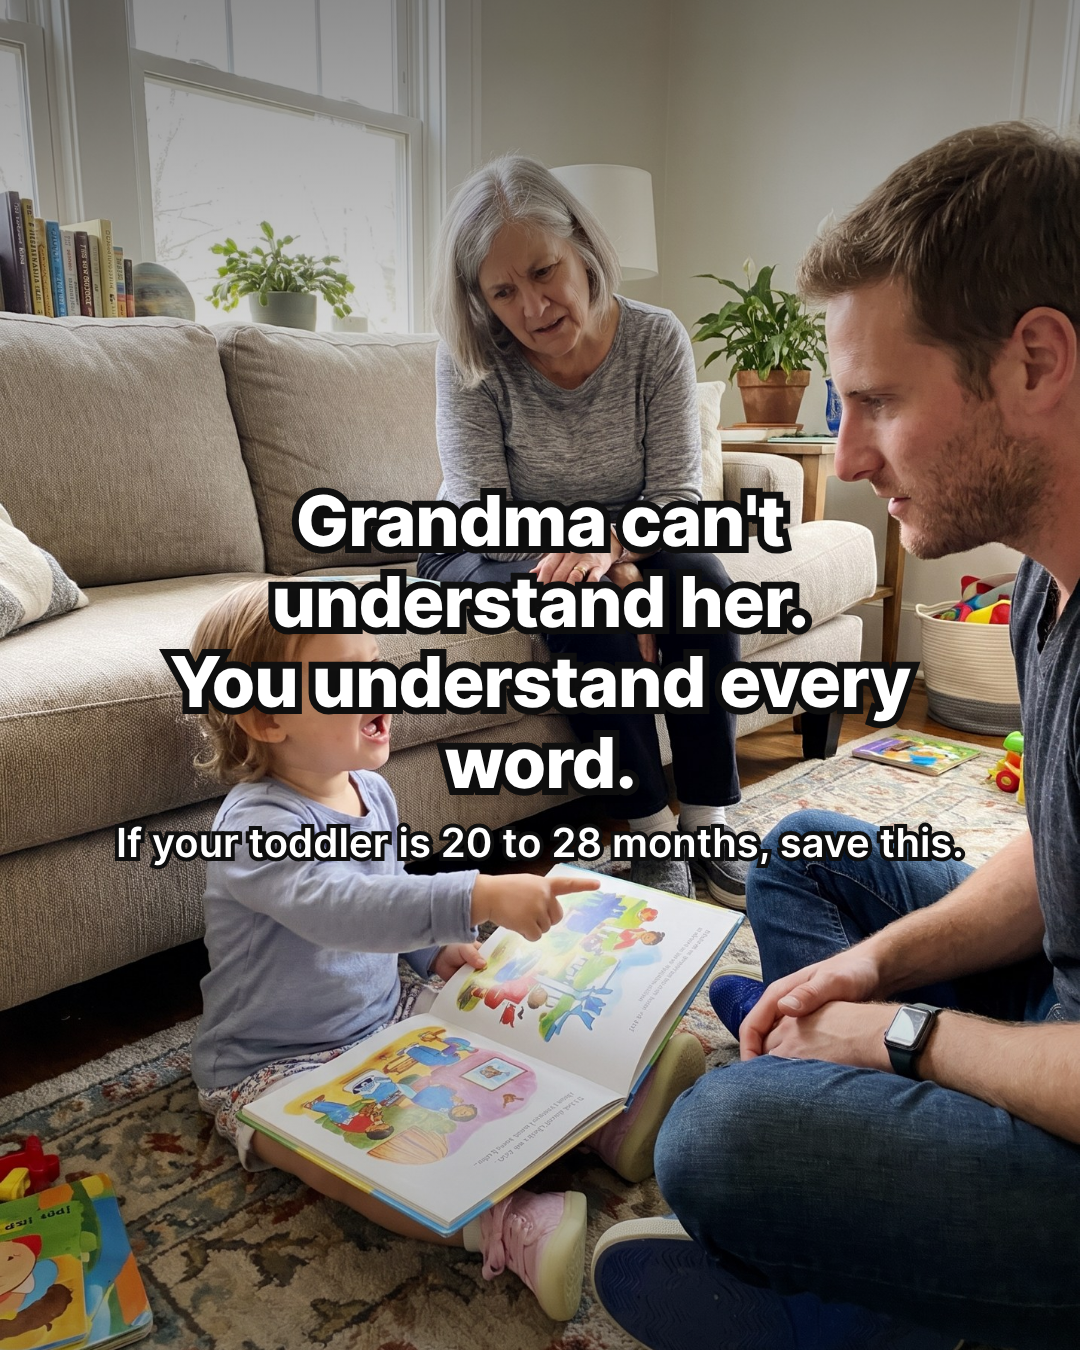 Grandma can't
understand her.
You understand every
word.
If your toddler is 20 to 28 months, save this.